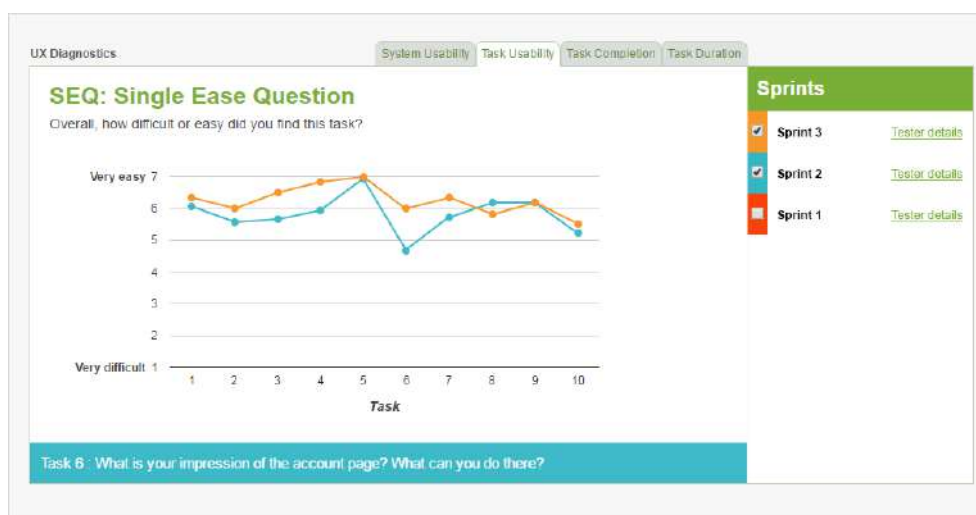 UX Diagnostics
System Usability
Task Usability
Task Completion
Task Duration
SEQ: Single Ease Question
Overall, how difficult or easy did you find this task?
Very easy 7
6
5
4
3
2
Very difficult 1
1 2 3 4 5 6 7 8 9 10
Task
Task 6 : What is your impression of the account page? What can you do there?
Sprints
Sprint 3 Tester details
Sprint 2 Tester details
Sprint 1 Tester details